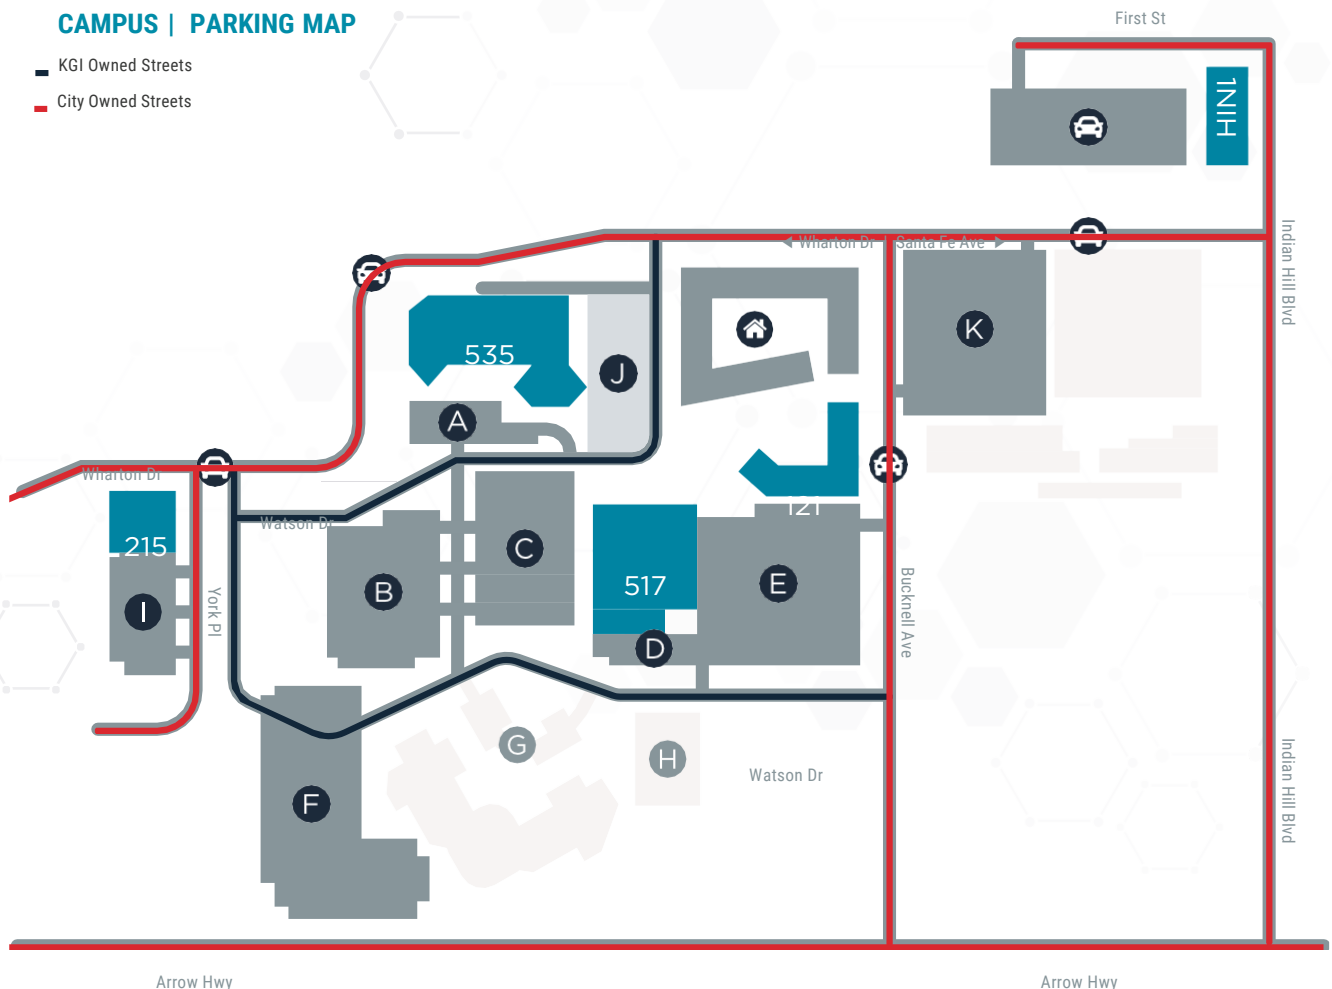 CAMPUS | PARKING MAP
First St
KGI Owned Streets
City Owned Streets
1NIH
Wharton Dr | Santa Fe Ave
Indian Hill Blvd
K
535
J
A
Wharton Dr
121
Watson Dr
215
C
517
E
B
I
York Pl
Bucknell Ave
D
G
H
Watson Dr
Indian Hill Blvd
F
Arrow Hwy
Arrow Hwy